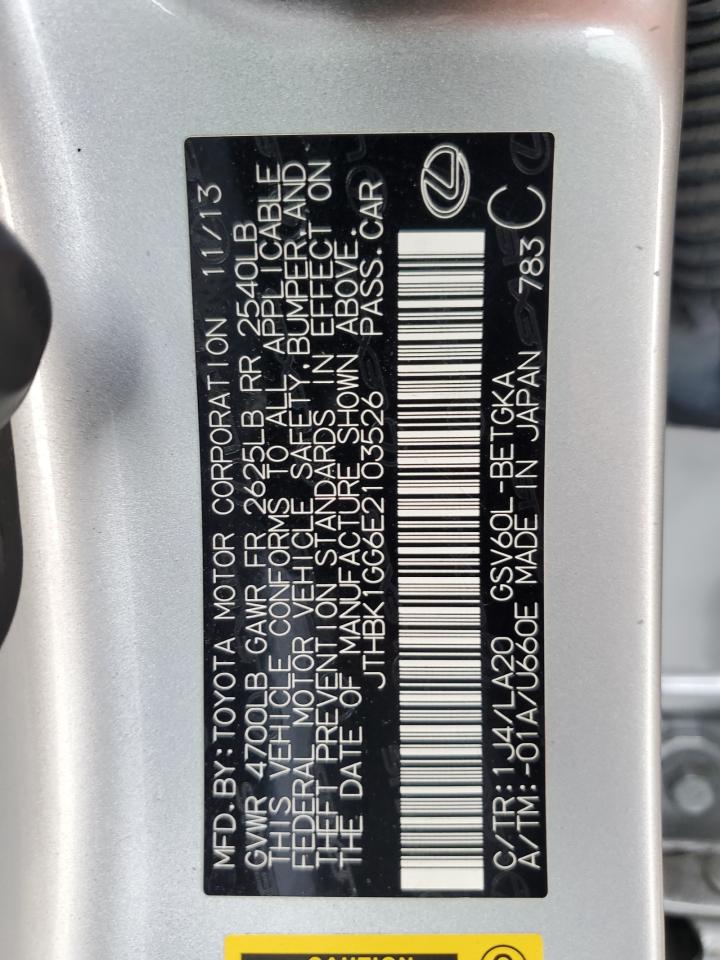 MFD.BY:TOYOTA MOTOR CORPORATION 11/13
GVWR 4700LB GAWR FR 2625LB RR 2540LB
THIS VEHICLE CONFORMS TO ALL APPLICABLE
FEDERAL MOTOR VEHICLE SAFETY,BUMPER,AND
THEFT PREVENTION STANDARDS IN EFFECT ON
THE DATE OF MANUFACTURE SHOWN ABOVE.
JTHBK1GG6E2103526 PASS.CAR
C/TR:1J4/LA20 GSV60L-BETGKA
A/TM:-01A/U660E MADE IN JAPAN 783 C
CAUTION